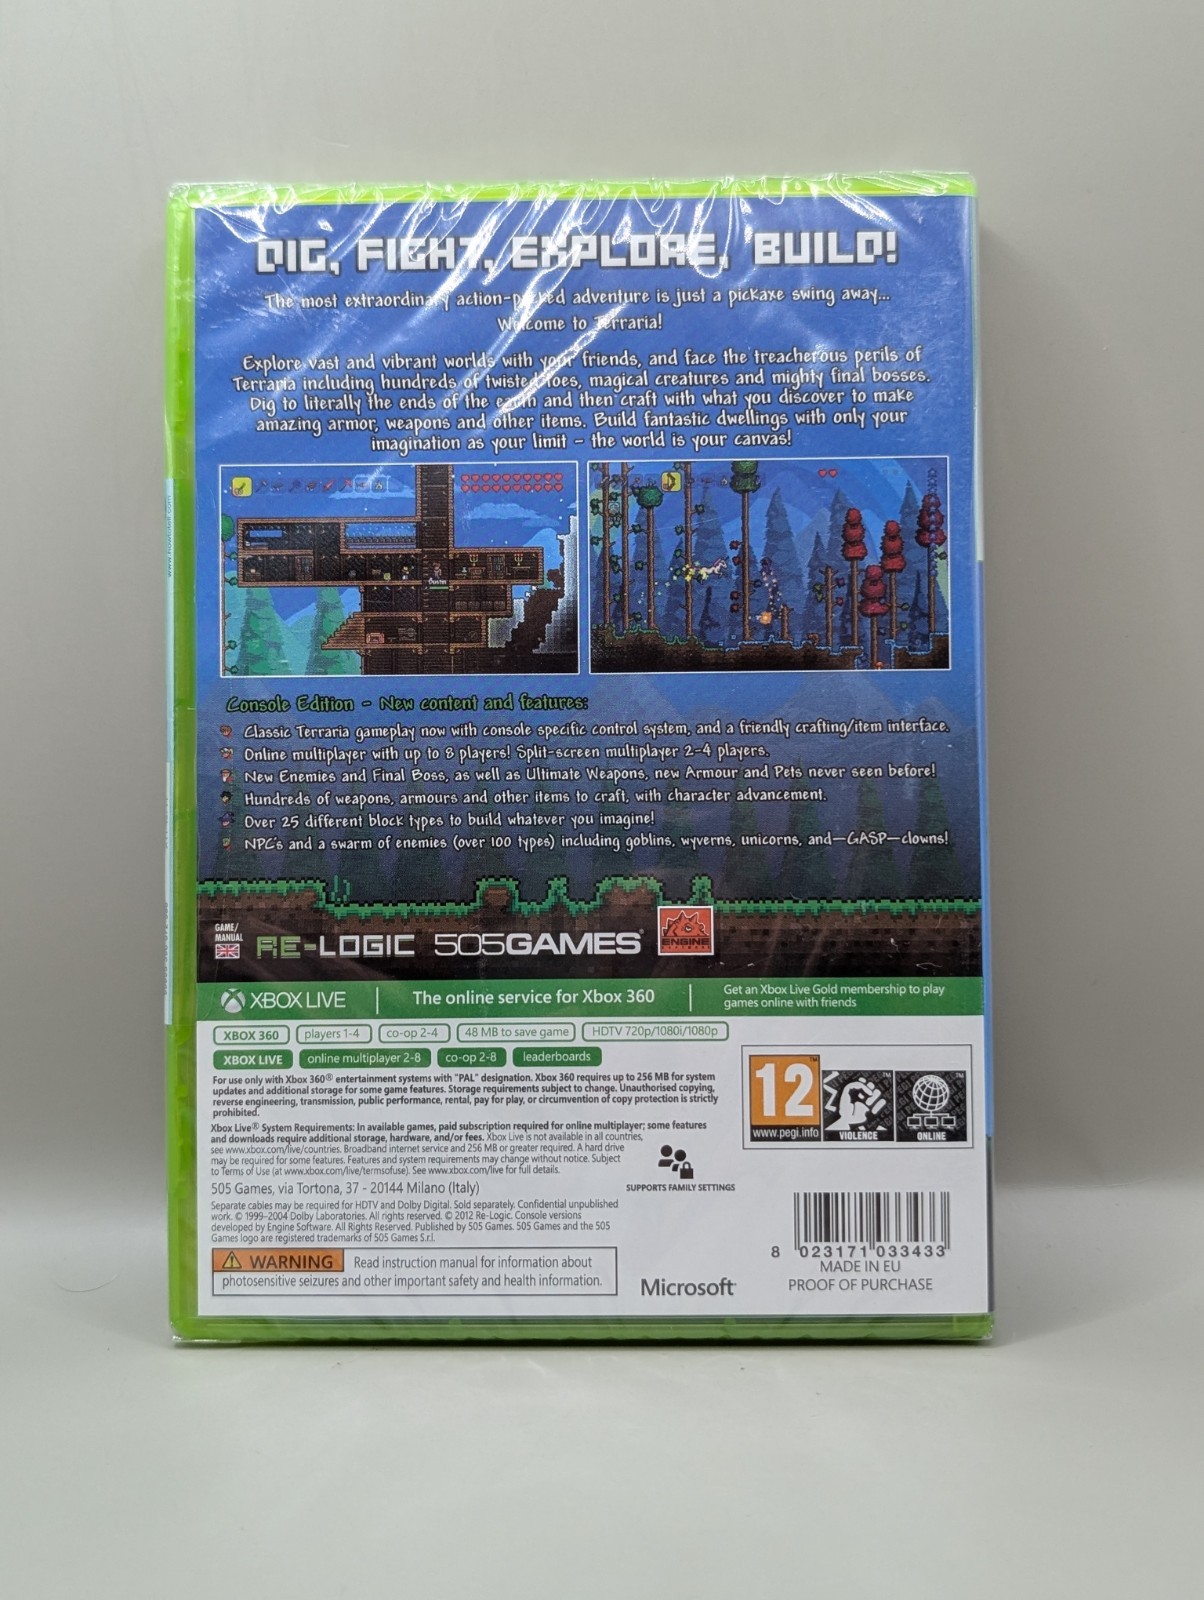 DIG, FIGHT, EXPLORE, BUILD!
The most extraordinary action-packed adventure is just a pickaxe swing away...
Welcome to Terraria!
Explore vast and vibrant worlds with your friends, and face the treacherous perils of
Terraria including hundreds of twisted foes, magical creatures and mighty final bosses.
Dig to literally the ends of the earth and then craft with what you discover to make
amazing armor, weapons and other items. Build fantastic dwellings with only your
imagination as your limit - the world is your canvas!
Console Edition - New content and features:
Classic Terraria gameplay now with console specific control system, and a friendly crafting/item interface.
Online multiplayer with up to 8 players! Split-screen multiplayer 2-4 players.
New Enemies and Final Boss, as well as Ultimate Weapons, new Armour and Pets never seen before!
Hundreds of weapons, armours and other items to craft, with character advancement.
Over 25 different block types to build whatever you imagine!
NPC's and a swarm of enemies (over 100 types) including goblins, wyverns, unicorns, and—GASP—clowns!
GAME/
MANUAL
RE-LOGIC 505GAMES ENGINE
XBOX LIVE The online service for Xbox 360
Get an Xbox Live Gold membership to play
games online with friends
XBOX 360 players 1-4 co-op 2-4 48 MB to save game HDTV 720p/1080i/1080p
XBOX LIVE online multiplayer 2-8 co-op 2-8 leaderboards
For use only with Xbox 360® entertainment systems with "PAL" designation. Xbox 360 requires up to 256 MB for system
updates and additional storage for some game features. Storage requirements subject to change. Unauthorised copying,
reverse engineering, transmission, public performance, rental, pay for play, or circumvention of copy protection is strictly
prohibited.
Xbox Live® System Requirements: In available games, paid subscription required for online multiplayer; some features
and downloads require additional storage, hardware, and/or fees. Xbox Live is not available in all countries,
see www.xbox.com/live/countries. Broadband internet service and 256 MB or greater required. A hard drive
may be required for some features. Features and system requirements may change without notice. Subject
to Terms of Use (at www.xbox.com/live/termsofuse). See www.xbox.com/live for full details.
505 Games, via Tortona, 37 - 20144 Milano (Italy)
Separate cables may be required for HDTV and Dolby Digital. Sold separately. Confidential unpublished
work. © 1999-2004 Dolby Laboratories. All rights reserved. © 2012 Re-Logic. Console versions
developed by Engine Software. All Rights Reserved. Published by 505 Games. 505 Games and the 505
Games logo are registered trademarks of 505 Games S.r.l.
WARNING Read instruction manual for information about
photosensitive seizures and other important safety and health information.
SUPPORTS FAMILY SETTINGS
Microsoft
12
www.pegi.info
VIOLENCE
ONLINE
8 023171 033433
MADE IN EU
PROOF OF PURCHASE